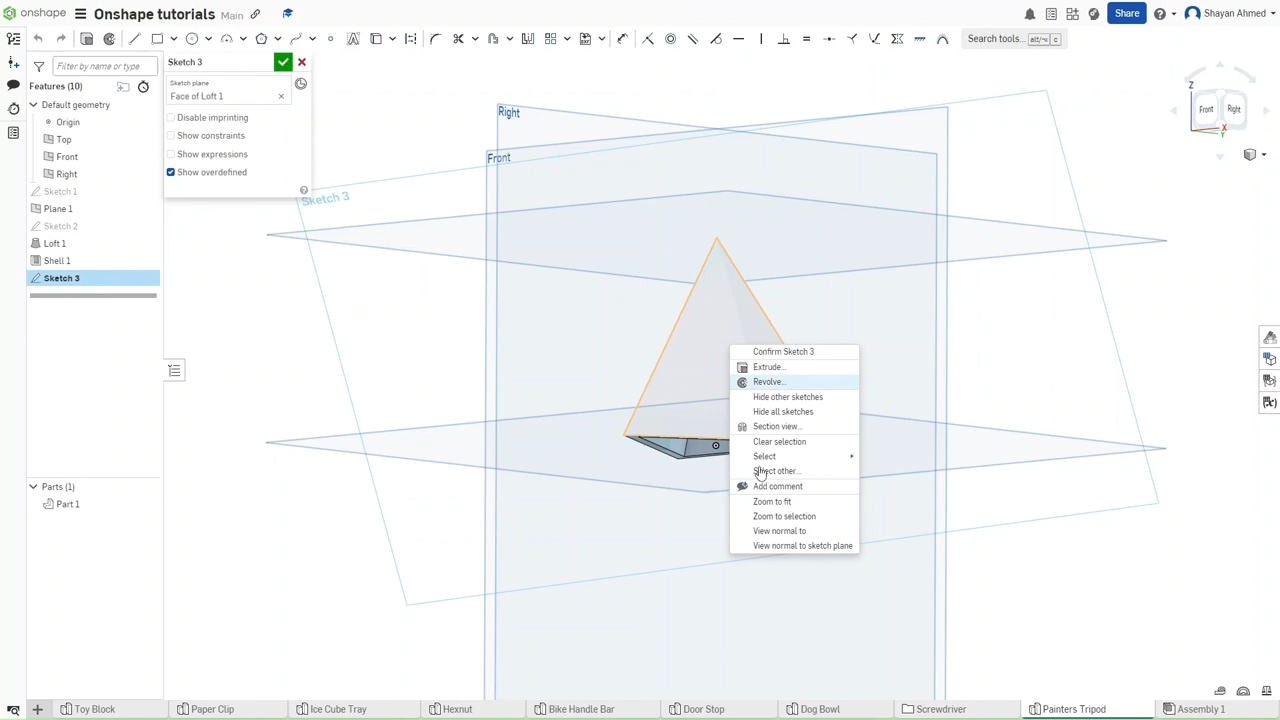 onshape
Onshape tutorials
Main
Share
Shayan Ahmed
Search tools...
alt/⌥
c
Filter by name or type
Features (10)
Default geometry
Origin
Top
Front
Right
Sketch 1
Plane 1
Sketch 2
Loft 1
Shell 1
Sketch 3
Parts (1)
Part 1
Sketch 3
Sketch plane
Face of Loft 1
Disable imprinting
Show constraints
Show expressions
Show overdefined
Right
Front
Sketch 3
Z
Front
Right
X
Y
Confirm Sketch 3
Extrude...
Revolve...
Hide other sketches
Hide all sketches
Section view...
Clear selection
Select
Select other...
Add comment
Zoom to fit
Zoom to selection
View normal to
View normal to sketch plane
Toy Block
Paper Clip
Ice Cube Tray
Hexnut
Bike Handle Bar
Door Stop
Dog Bowl
Screwdriver
Painters Tripod
Assembly 1